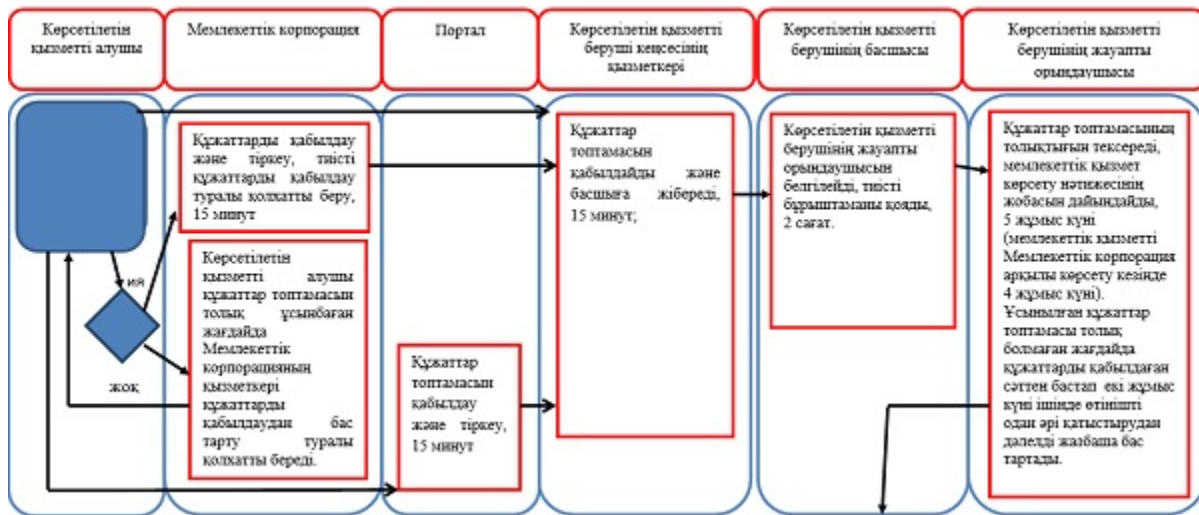 Көрсетілетін
қызметті алушы
Мемлекеттік корпорация
Портал
Көрсетілетін қызметті
беруші кеңсесінің
қызметкері
Көрсетілетін қызметті
берушінің басшысы
Көрсетілетін қызметті
берушінің жауапты
орындаушысы
Құжаттарды қабылдау
және тіркеу, тиісті
құжаттарды қабылдау
туралы қолхатты беру,
15 минут
ия
жоқ
Көрсетілетін
қызметті алушы
құжаттар топтамасын
толық ұсынбаған
жағдайда
Мемлекеттік
корпорацияның
қызметкері
құжаттарды
қабылдаудан бас
тарту туралы
қолхатты береді.
Құжаттар
топтамасын
қабылдау
және тіркеу,
15 минут
Құжаттар
топтамасын
қабылдайды және
басшыға жібереді,
15 минут;
Көрсетілетін қызметті
берушінің жауапты
орындаушысын
белгілейді, тиісті
бұрыштаманы қояды,
2 сағат.
Құжаттар топтамасының
толықтығын тексереді,
мемлекеттік қызмет
көрсету нәтижесінің
жобасын дайындайды,
5 жұмыс күні
(мемлекеттік қызметті
Мемлекеттік корпорация
арқылы көрсету кезінде
4 жұмыс күні).
Ұсынылған құжаттар
топтамасы толық
болмаған жағдайда
құжаттарды қабылдаған
сәттен бастап екі жұмыс
күні ішінде өтінішті
одан әрі қатыстырудан
дәлелді жазбаша бас
тартады.